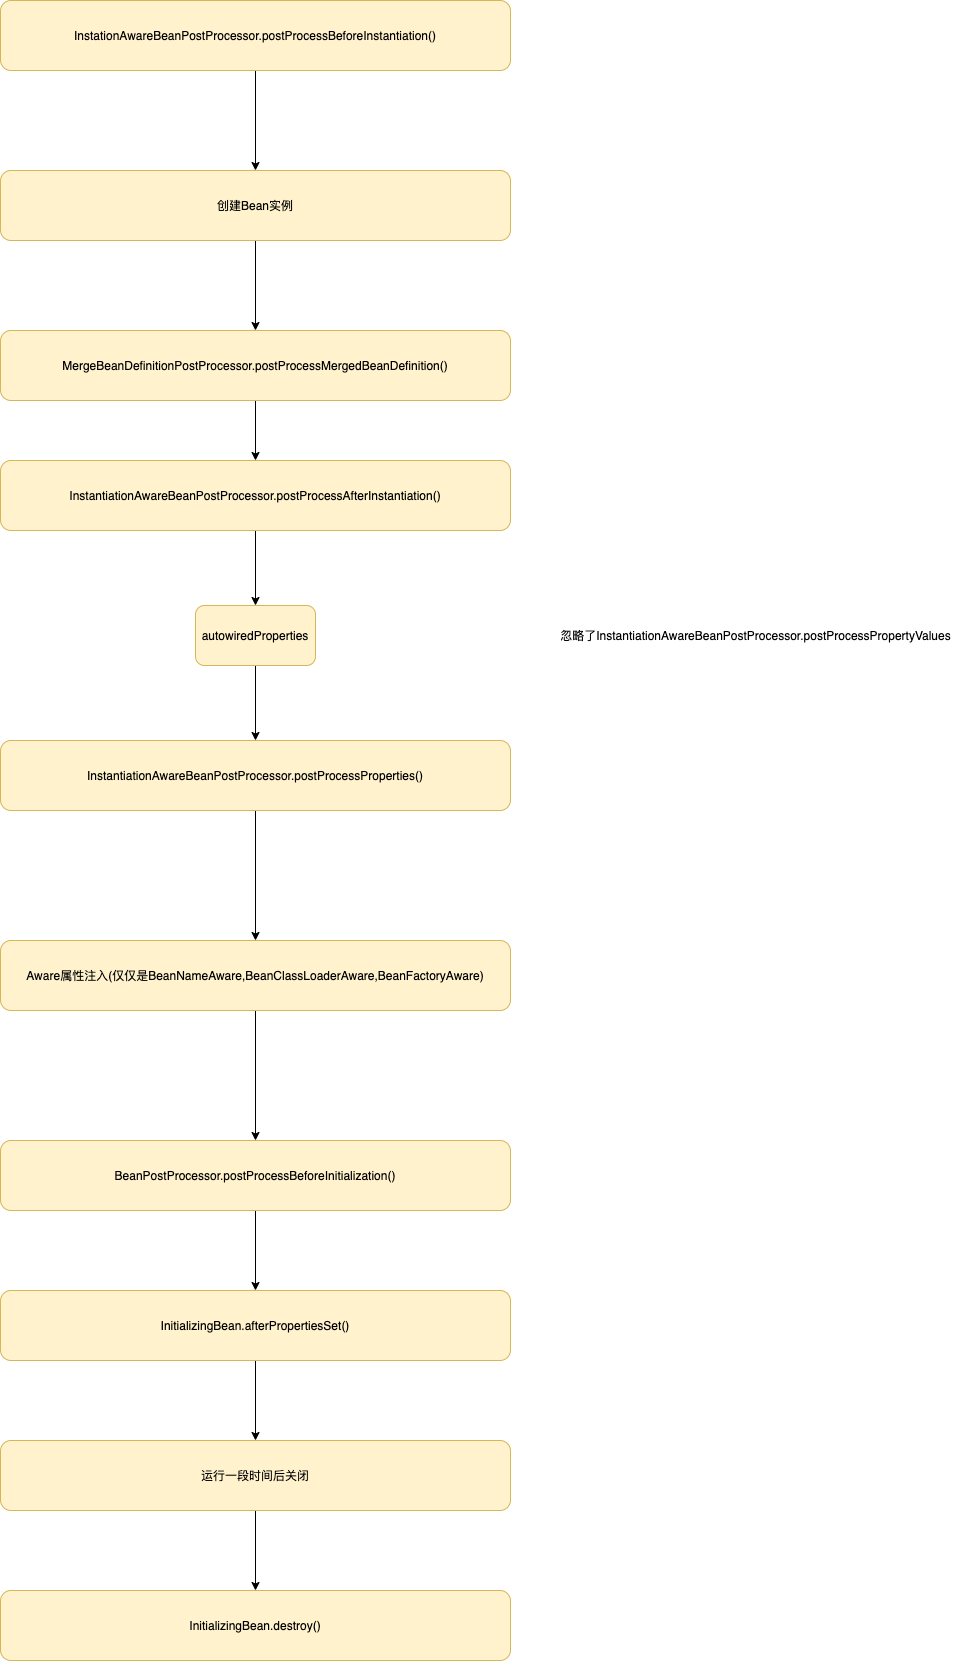 InstationAwareBeanPostProcessor.postProcessBeforeInstantiation()
创建Bean实例
MergeBeanDefinitionPostProcessor.postProcessMergedBeanDefinition()
InstantiationAwareBeanPostProcessor.postProcessAfterInstantiation()
autowiredProperties
忽略了InstantiationAwareBeanPostProcessor.postProcessPropertyValues
InstantiationAwareBeanPostProcessor.postProcessProperties()
Aware属性注入(仅仅是BeanNameAware,BeanClassLoaderAware,BeanFactoryAware)
BeanPostProcessor.postProcessBeforeInitialization()
InitializingBean.afterPropertiesSet()
运行一段时间后关闭
InitializingBean.destroy()